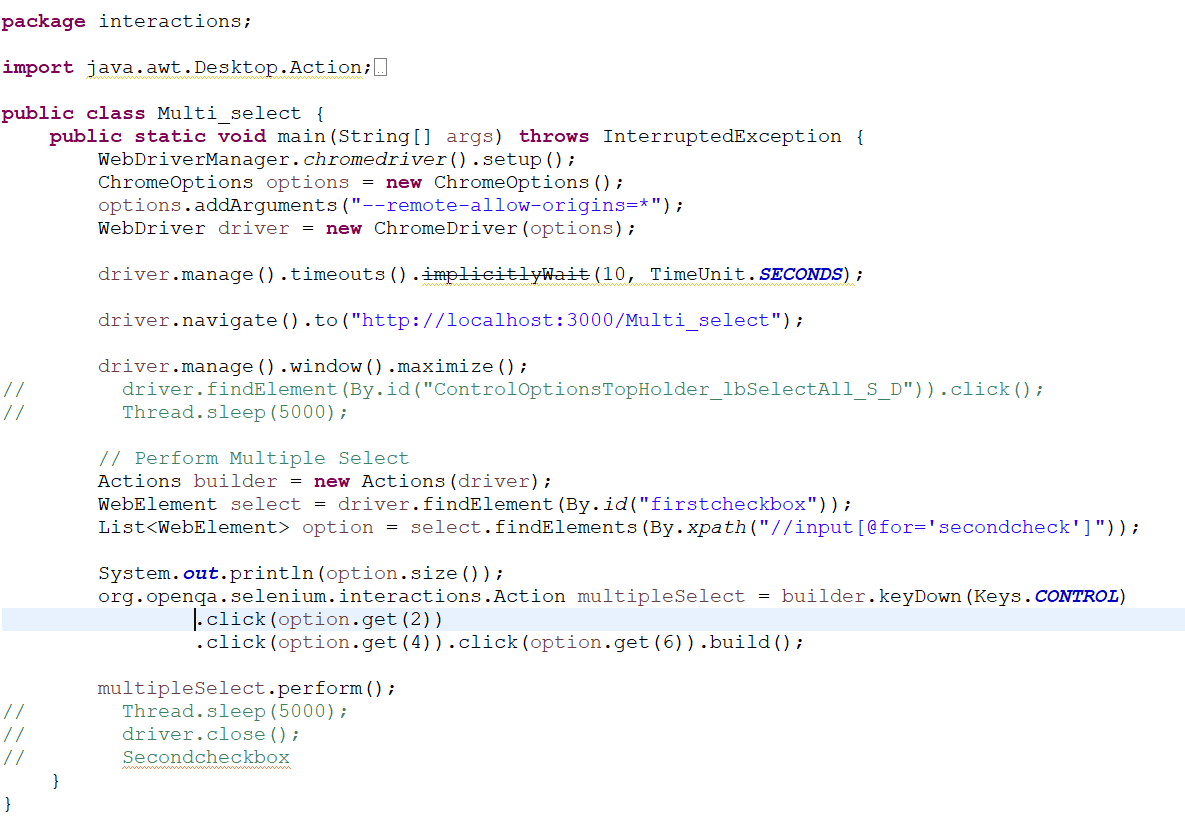 package interactions;
import java.awt.Desktop.Action;
public class Multi_select {
public static void main(String[] args) throws InterruptedException {
WebDriverManager.chromedriver().setup();
ChromeOptions options = new ChromeOptions();
options.addArguments("--remote-allow-origins=*");
WebDriver driver = new ChromeDriver(options);
driver.manage().timeouts().implicitlyWait(10, TimeUnit.SECONDS);
driver.navigate().to("http://localhost:3000/Multi_select");
driver.manage().window().maximize();
// driver.findElement(By.id("ControlOptionsTopHolder_lbSelectAll_S_D")).click();
// Thread.sleep(5000);
// Perform Multiple Select
Actions builder = new Actions(driver);
WebElement select = driver.findElement(By.id("firstcheckbox"));
List<WebElement> option = select.findElements(By.xpath("//input[@for='secondcheck']"));
System.out.println(option.size());
org.openqa.selenium.interactions.Action multipleSelect = builder.keyDown(Keys.CONTROL)
.click(option.get(2))
.click(option.get(4)).click(option.get(6)).build();
multipleSelect.perform();
// Thread.sleep(5000);
// driver.close();
// Secondcheckbox
}
}